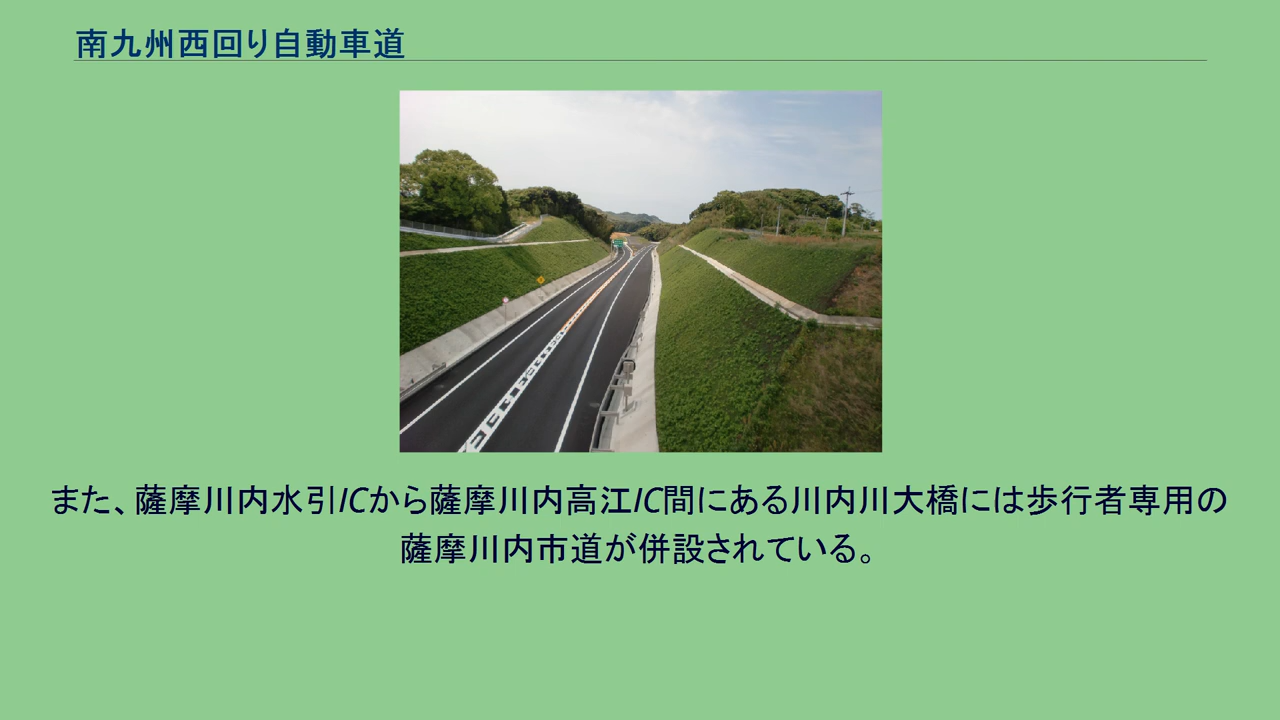 南九州西回り自動車道
また、薩摩川内水引ICから薩摩川内高江IC間にある川内川大橋には歩行者専用の
薩摩川内市道が併設されている。